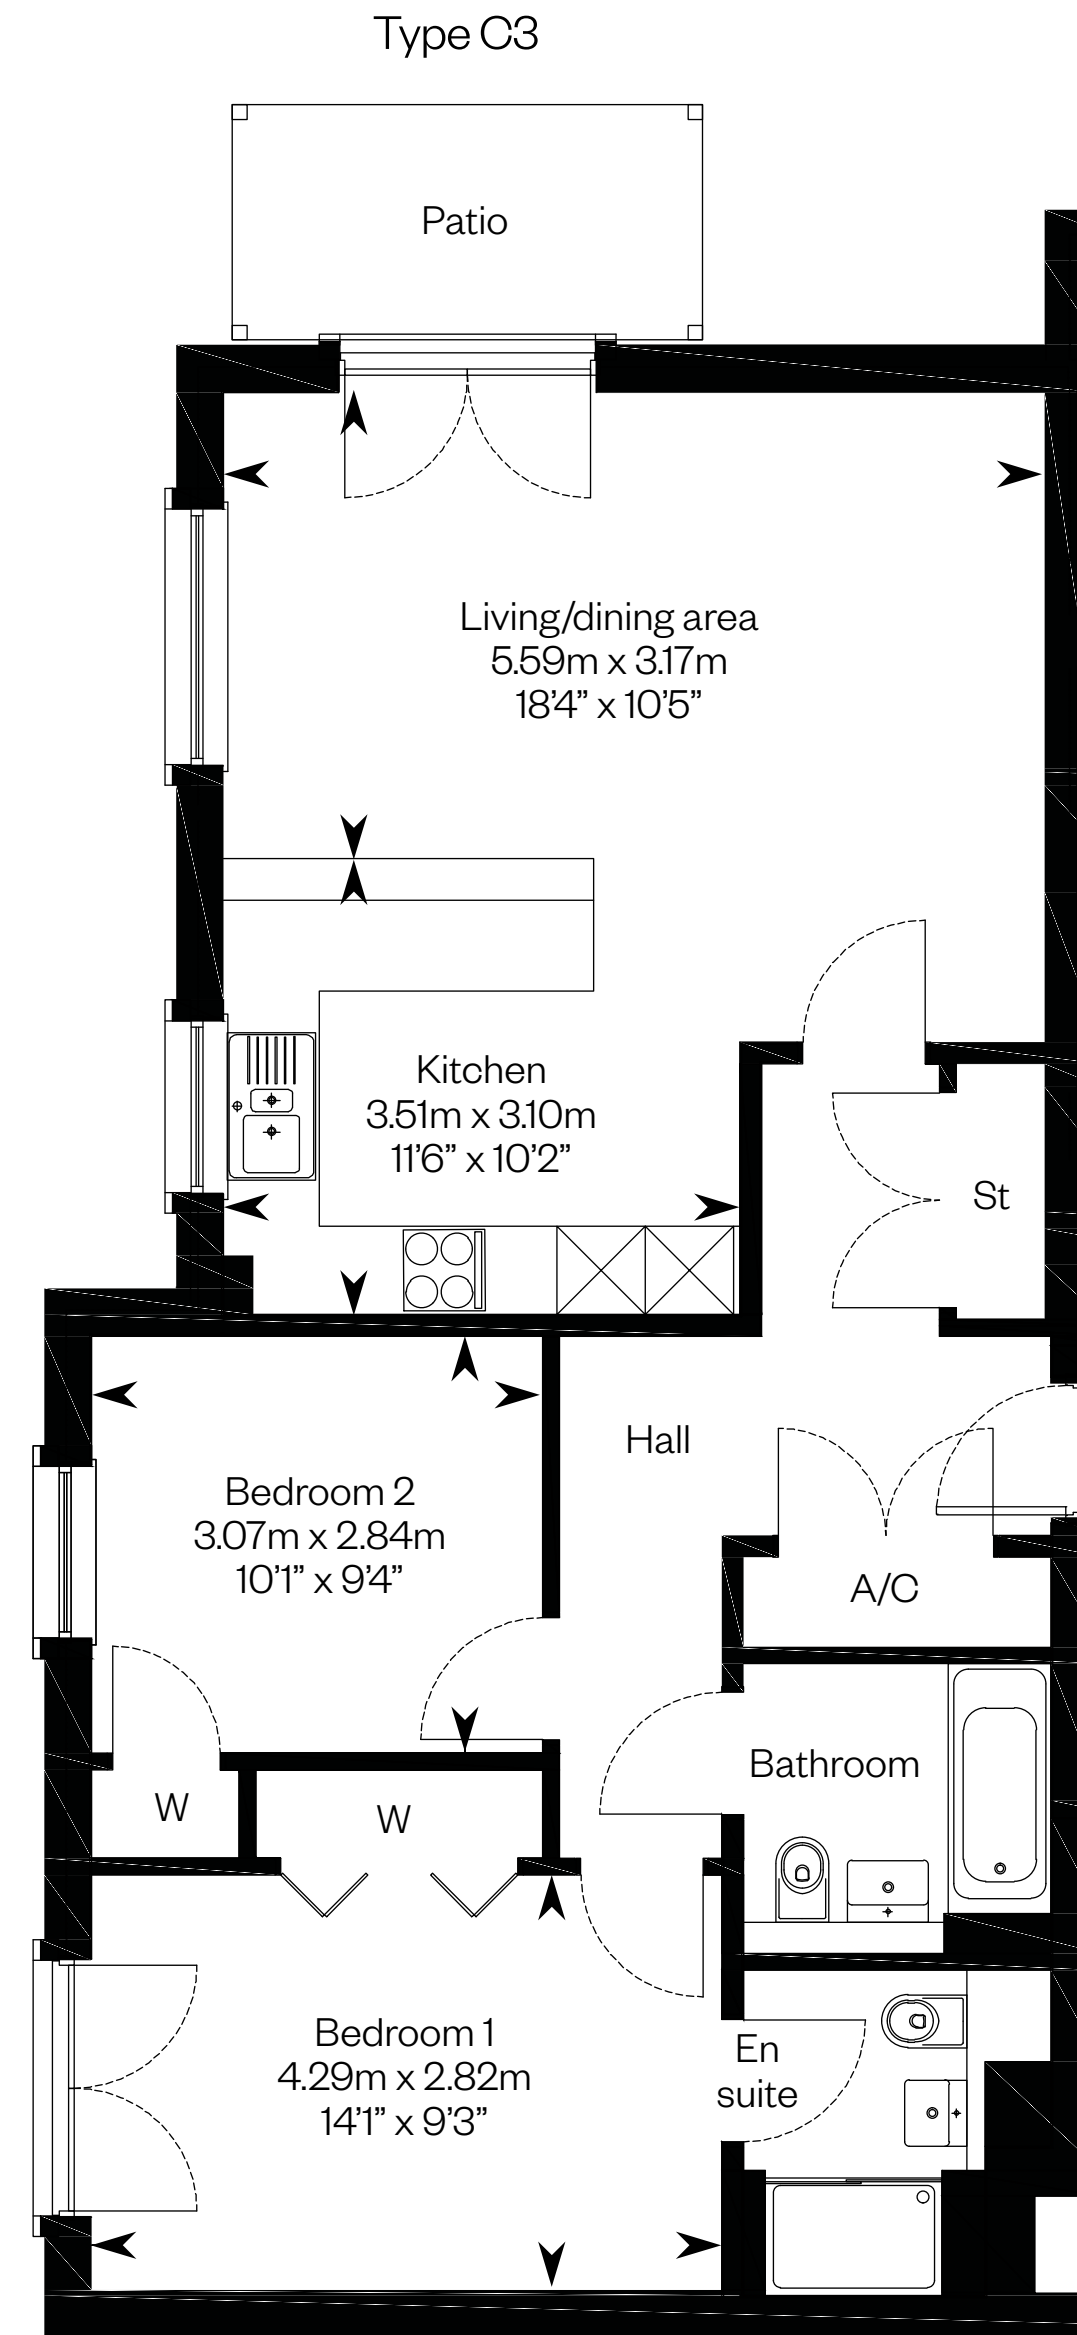 Type C3
Patio
Living/dining area
5.59m x 3.17m
18’4” x 10’5”
Kitchen
3.51m x 3.10m
11’6” x 10’2”
St
Hall
Bedroom 2
3.07m x 2.84m
10’1” x 9’4”
A/C
Bathroom
W
W
Bedroom 1
4.29m x 2.82m
14’1” x 9’3”
En
suite